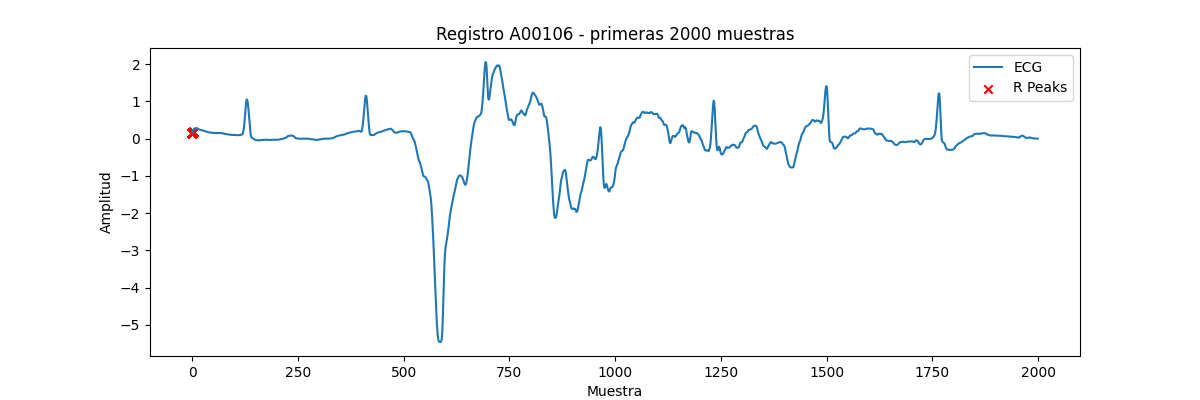 Registro A00106 - primeras 2000 muestras
ECG
R Peaks
Amplitud
2
1
0
−1
−2
−3
−4
−5
0 250 500 750 1000 1250 1500 1750 2000
Muestra